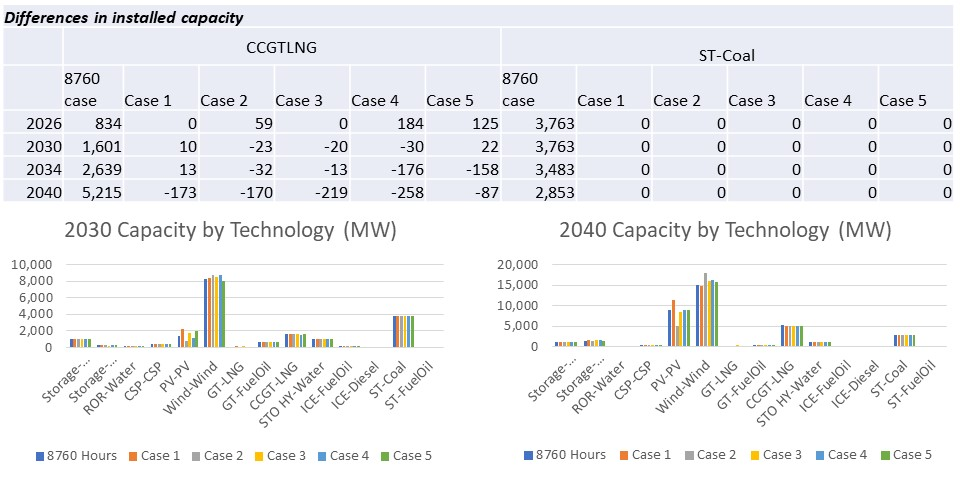 Differences in installed capacity
CCGTLNG ST-Coal
8760 case Case 1 Case 2 Case 3 Case 4 Case 5 8760 case Case 1 Case 2 Case 3 Case 4 Case 5
2026 834 0 59 0 184 125 3,763 0 0 0 0 0
2030 1,601 10 -23 -20 -30 22 3,763 0 0 0 0 0
2034 2,639 13 -32 -13 -176 -158 3,483 0 0 0 0 0
2040 5,215 -173 -170 -219 -258 -87 2,853 0 0 0 0 0
2030 Capacity by Technology (MW)
10,000
8,000
6,000
4,000
2,000
0
Storage-...
Storage-...
ROR-Water
CSP-CSP
PV-PV
Wind-Wind
GT-LNG
GT-FuelOil
CCGT-LNG
STO HY-Water
ICE-FuelOil
ICE-Diesel
ST-Coal
ST-FuelOil
8760 Hours Case 1 Case 2 Case 3 Case 4 Case 5
2040 Capacity by Technology (MW)
20,000
15,000
10,000
5,000
0
Storage-...
Storage-...
ROR-Water
CSP-CSP
PV-PV
Wind-Wind
GT-LNG
GT-FuelOil
CCGT-LNG
STO HY-Water
ICE-FuelOil
ICE-Diesel
ST-Coal
ST-FuelOil
8760 Hours Case 1 Case 2 Case 3 Case 4 Case 5